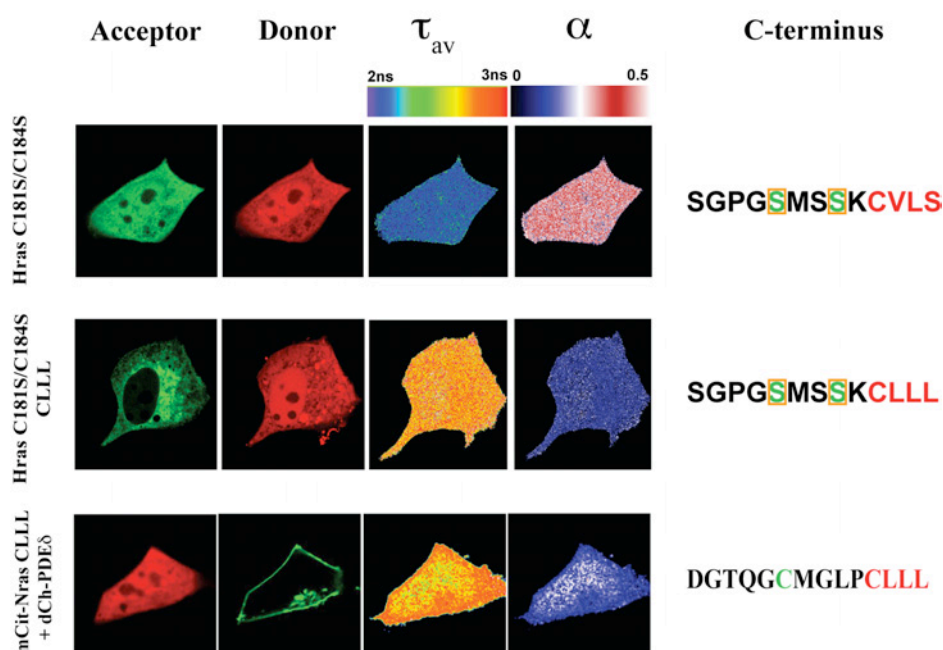 Acceptor Donor τav α C-terminus
2ns 3ns 0 0.5
Hras C181S/C184S
SGPGSMSSKCVLS
Hras C181S/C184S
CLLL
SGPGSMSSKCLLL
mCit-Nras CLLL
+ dCh-PDEδ
DGTQGCMGLPCLLL